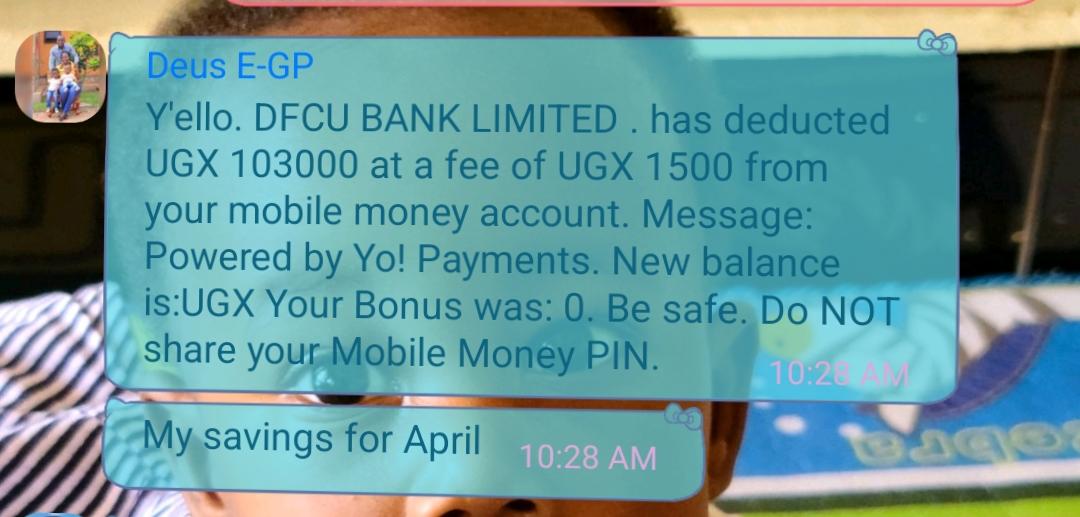 Deus E-GP
Y'ello. DFCU BANK LIMITED . has deducted
UGX 103000 at a fee of UGX 1500 from
your mobile money account. Message:
Powered by Yo! Payments. New balance
is:UGX Your Bonus was: 0. Be safe. Do NOT
share your Mobile Money PIN.
10:28 AM
My savings for April
10:28 AM